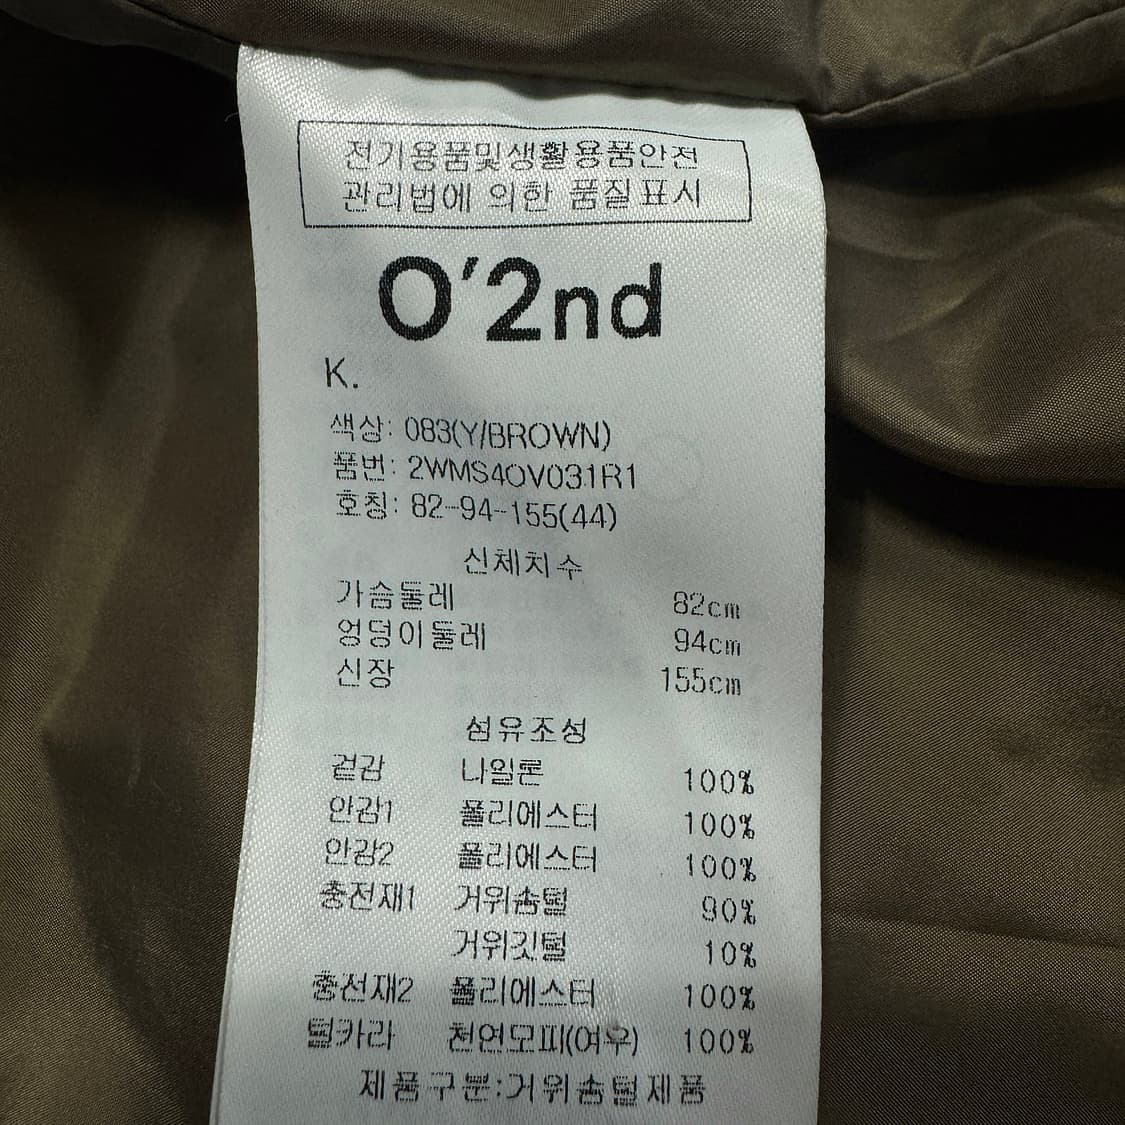 전기용품및생활용품안전
관리법에 의한 품질표시
O'2nd
K.
색상: 083(Y/BROWN)
품번: 2WMS4OV031R1
호칭: 82-94-155(44)
신체치수
가슴둘레 82cm
엉덩이둘레 94cm
신장 155cm
섬유조성
겉감 나일론 100%
안감1 폴리에스터 100%
안감2 폴리에스터 100%
충전재1 거위솜털 90%
거위깃털 10%
충전재2 폴리에스터 100%
털카라 천연모피(여우) 100%
제품구분:거위솜털제품